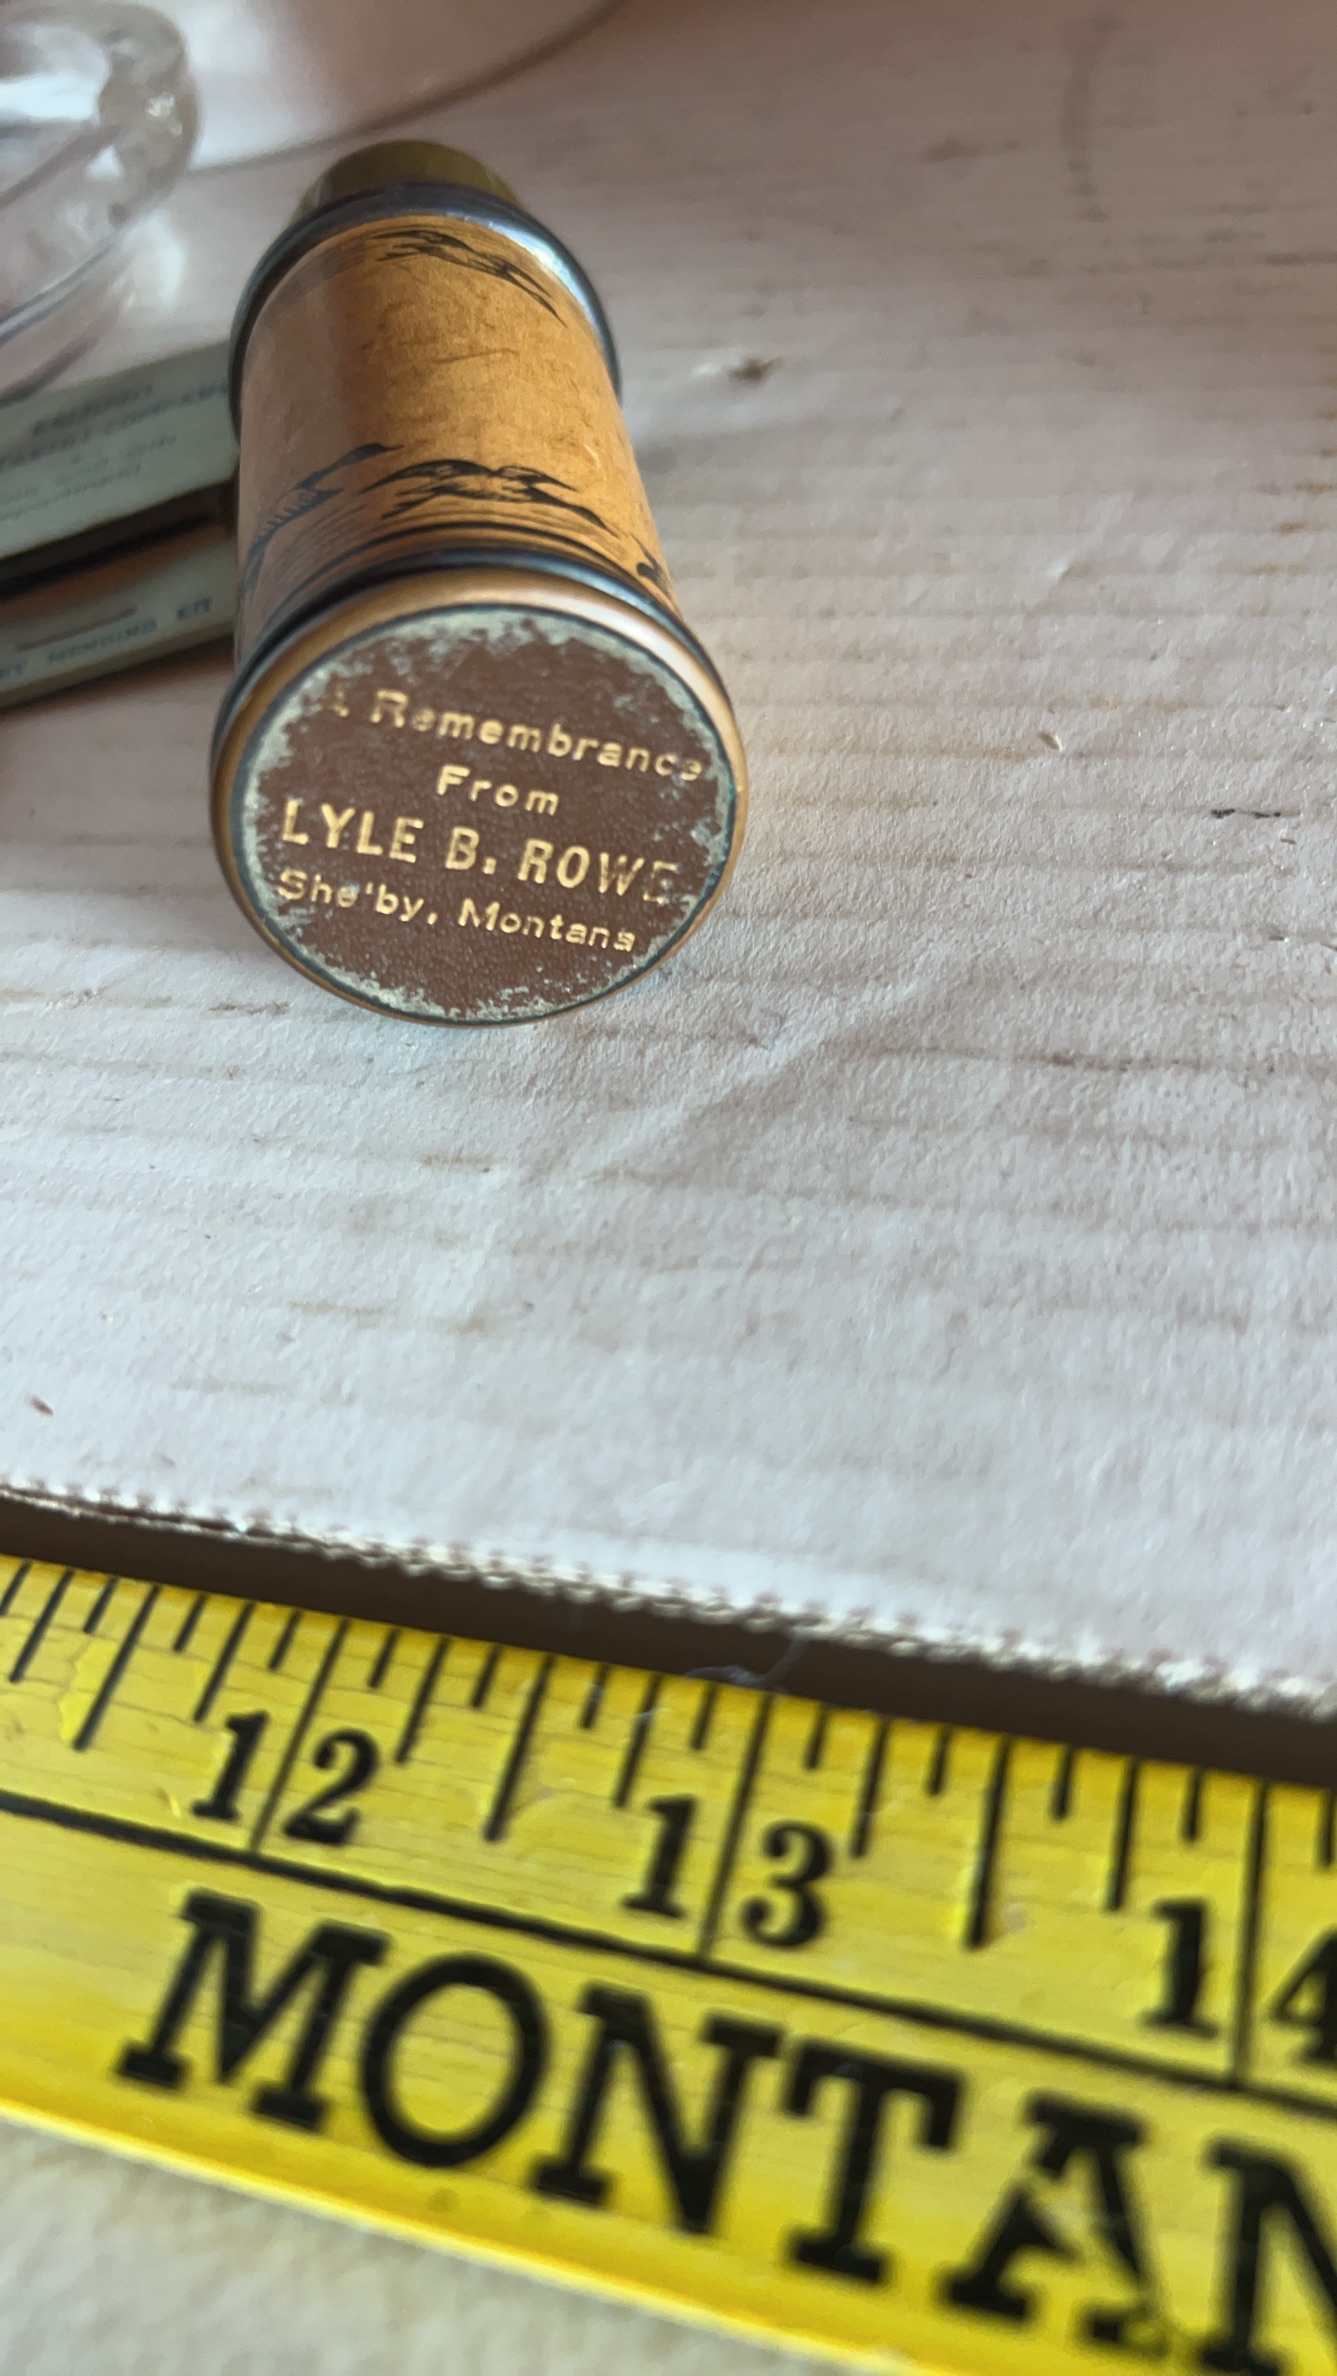 A Remembrance
From
LYLE B. ROWE
She'by, Montana
12 13 14
MONTAN